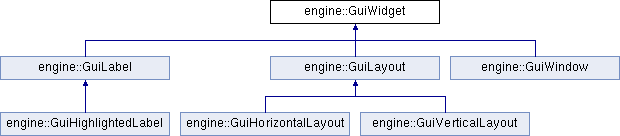 engine::GuiWidget
engine::GuiLabel
engine::GuiLayout
engine::GuiWindow
engine::GuiHighlightedLabel
engine::GuiHorizontalLayout
engine::GuiVerticalLayout